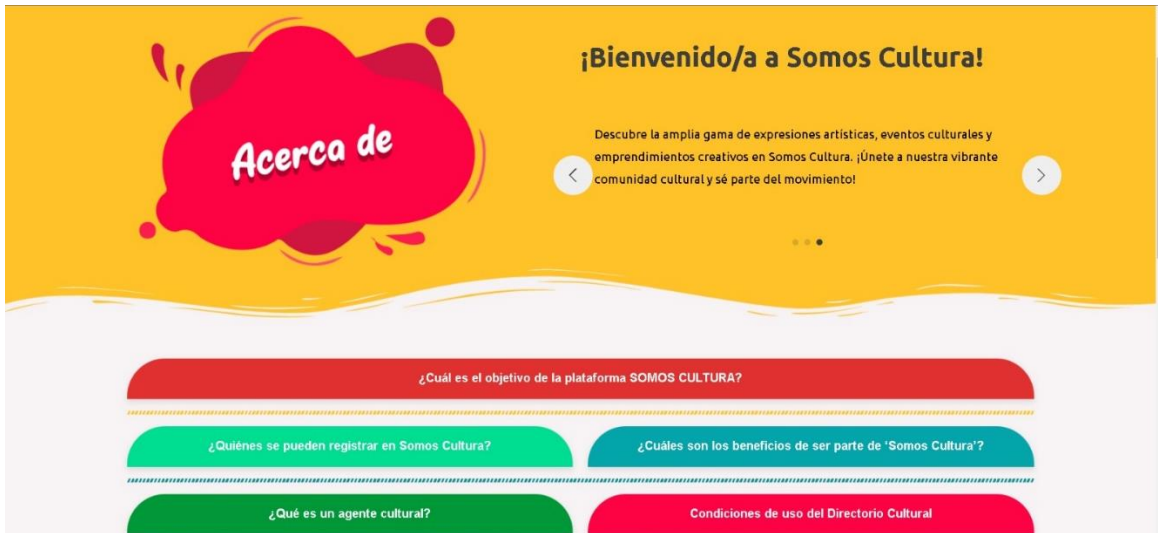 Acerca de
¡Bienvenido/a a Somos Cultura!
Descubre la amplia gama de expresiones artísticas, eventos culturales y
emprendimientos creativos en Somos Cultura. ¡Únete a nuestra vibrante
comunidad cultural y sé parte del movimiento!
¿Cuál es el objetivo de la plataforma SOMOS CULTURA?
¿Quiénes se pueden registrar en Somos Cultura?
¿Cuáles son los beneficios de ser parte de 'Somos Cultura'?
¿Qué es un agente cultural?
Condiciones de uso del Directorio Cultural